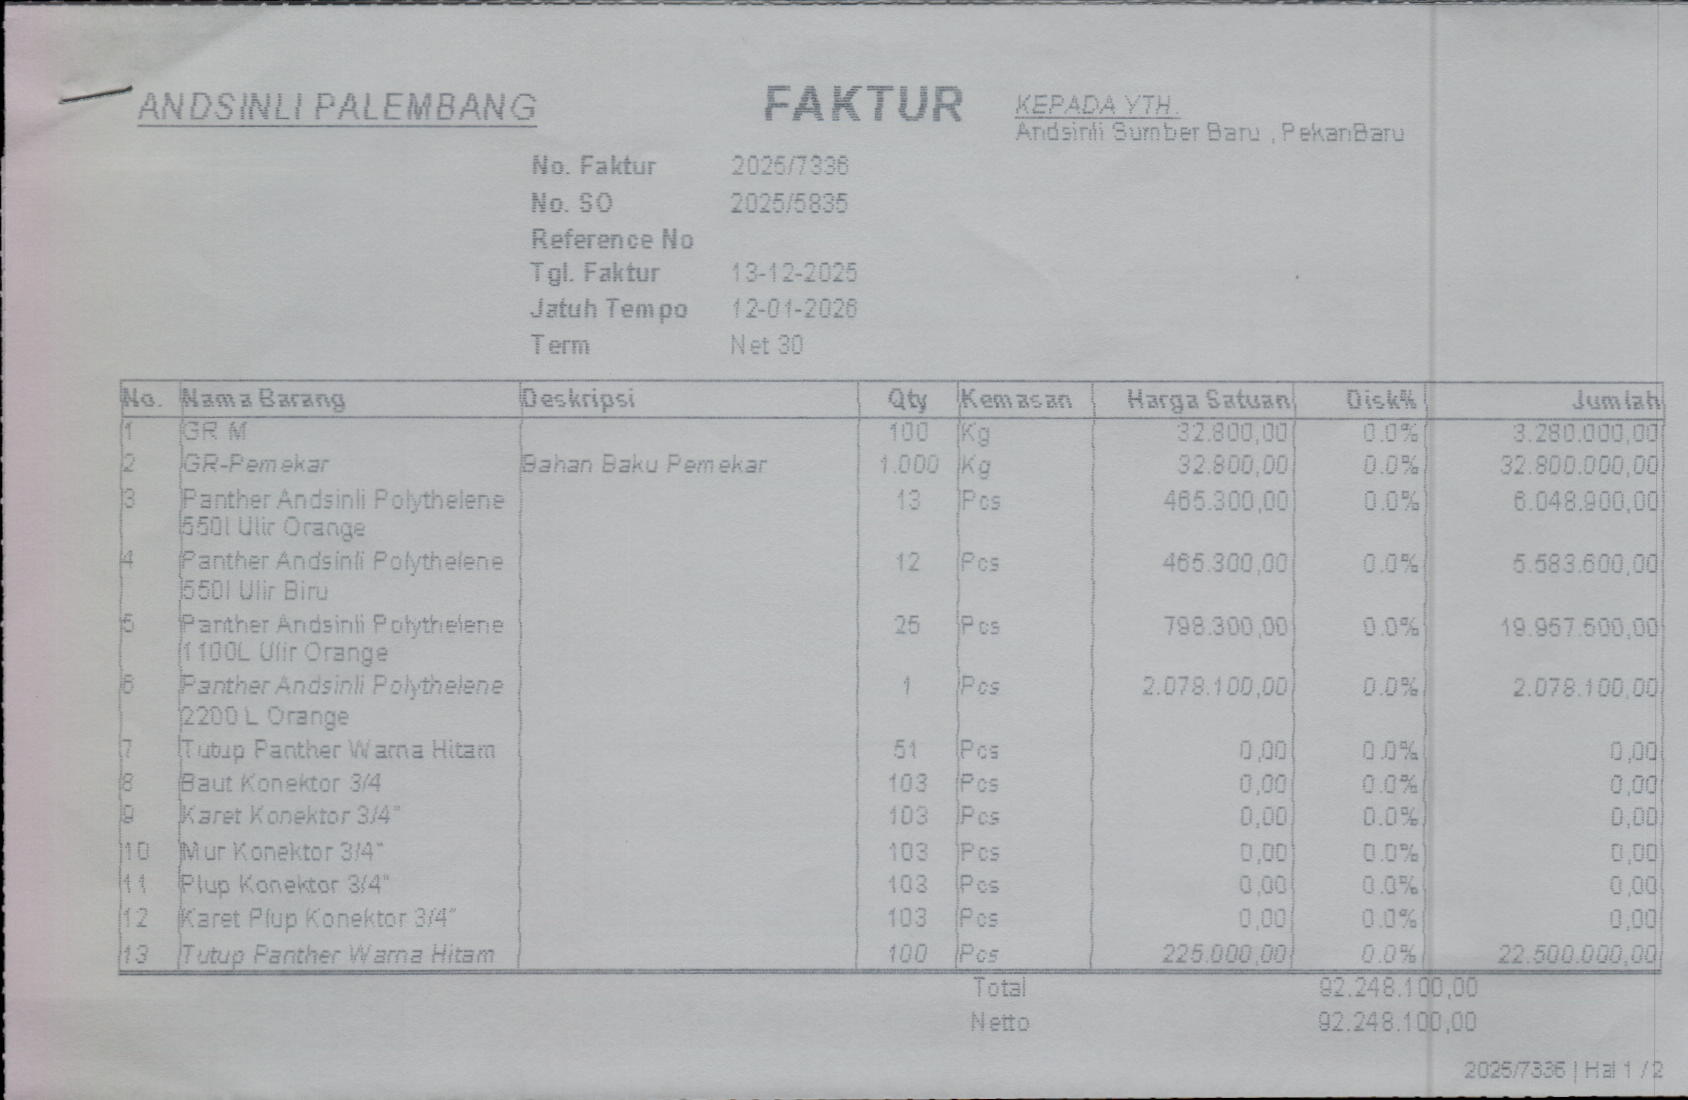 ANDSINLI PALEMBANG
FAKTUR
KEPADA YTH.
Andsinli Sumber Baru , PekanBaru
No. Faktur 2025/7336
No. SO 2025/5835
Reference No
Tgl. Faktur 13-12-2025
Jatuh Tempo 12-01-2026
Term Net 30
No. Nama Barang Deskripsi Qty Kemasan Harga Satuan Disk% Jumlah
1 GR M 100 Kg 32.800,00 0.0% 3.280.000,00
2 GR-Pemekar Bahan Baku Pemekar 1.000 Kg 32.800,00 0.0% 32.800.000,00
3 Panther Andsinli Polythelene 13 Pcs 465.300,00 0.0% 6.048.900,00
550l Ulir Orange
4 Panther Andsinli Polythelene 12 Pcs 465.300,00 0.0% 5.583.600,00
550l Ulir Biru
5 Panther Andsinli Polythelene 25 Pcs 798.300,00 0.0% 19.957.500,00
1100L Ulir Orange
6 Panther Andsinli Polythelene 1 Pcs 2.078.100,00 0.0% 2.078.100,00
2200 L Orange
7 Tutup Panther Warna Hitam 51 Pcs 0,00 0.0% 0,00
8 Baut Konektor 3/4 103 Pcs 0,00 0.0% 0,00
9 Karet Konektor 3/4" 103 Pcs 0,00 0.0% 0,00
10 Mur Konektor 3/4" 103 Pcs 0,00 0.0% 0,00
11 Plup Konektor 3/4" 103 Pcs 0,00 0.0% 0,00
12 Karet Plup Konektor 3/4" 103 Pcs 0,00 0.0% 0,00
13 Tutup Panther Warna Hitam 100 Pcs 225.000,00 0.0% 22.500.000,00
Total 92.248.100,00
Netto 92.248.100,00
2025/7336 | Hal 1 / 2